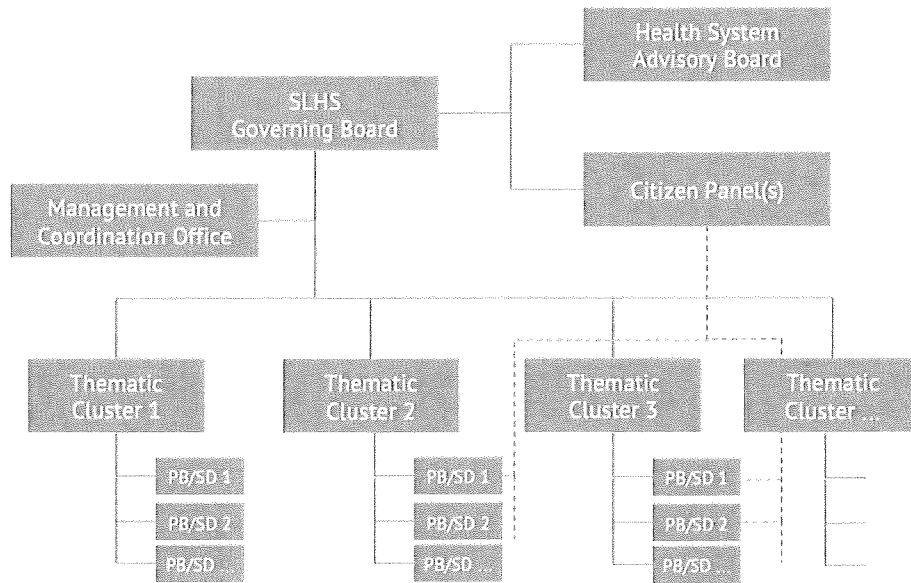 Health System
Advisory Board
SLHS
Governing Board
Citizen Panel(s)
Management and
Coordination Office
Thematic
Cluster 1
Thematic
Cluster 2
Thematic
Cluster 3
Thematic
Cluster ...
PB/SD 1
PB/SD 2
PB/SD ...
PB/SD 1
PB/SD 2
PB/SD ...
PB/SD 1
PB/SD 2
PB/SD ...